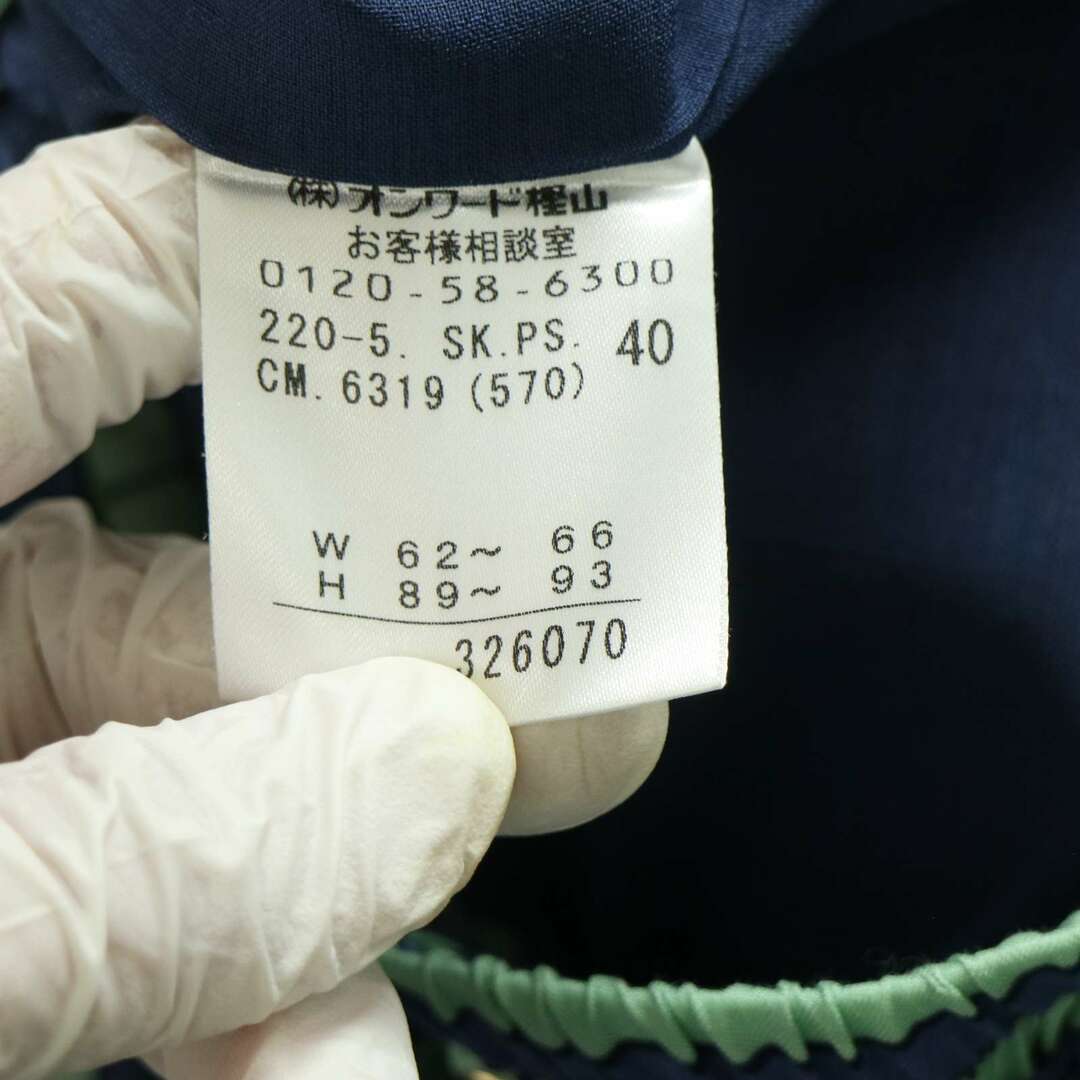 (株)オンワード樫山
お客様相談室
0120-58-6300
220-5. SK.PS. 40
CM. 6319 (570)
W 62~ 66
H 89~ 93
326070